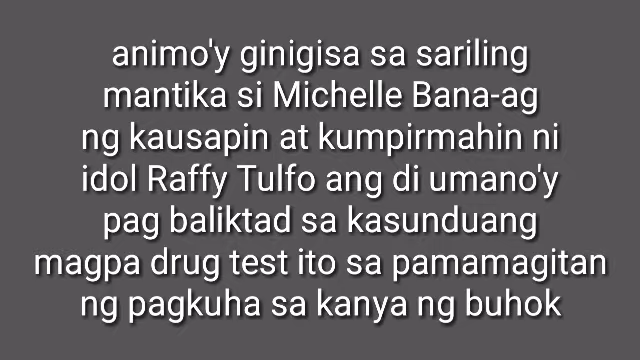 animo'y ginigisa sa sariling
mantika si Michelle Bana-ag
ng kausapin at kumpirmahin ni
idol Raffy Tulfo ang di umano'y
pag baliktad sa kasunduang
magpa drug test ito sa pamamagitan
ng pagkuha sa kanya ng buhok